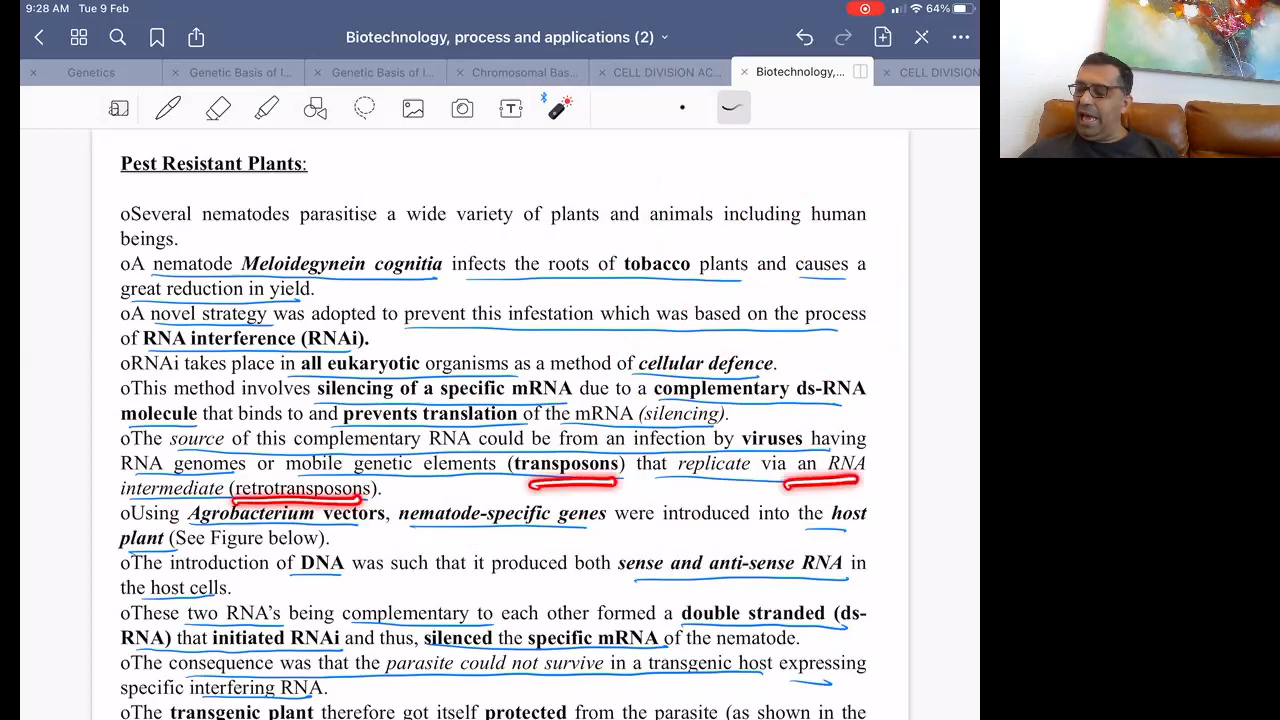 9:28 AM Tue 9 Feb
64%
Biotechnology, process and applications (2)
Genetics
Genetic Basis of I...
Genetic Basis of I...
Chromosomal Bas...
CELL DIVISION AC...
Biotechnology,...
CELL DIVISION
Pest Resistant Plants:
oSeveral nematodes parasitise a wide variety of plants and animals including human
beings.
oA nematode Meloidegynein cognitia infects the roots of tobacco plants and causes a
great reduction in yield.
oA novel strategy was adopted to prevent this infestation which was based on the process
of RNA interference (RNAi).
oRNAi takes place in all eukaryotic organisms as a method of cellular defence.
oThis method involves silencing of a specific mRNA due to a complementary ds-RNA
molecule that binds to and prevents translation of the mRNA (silencing).
oThe source of this complementary RNA could be from an infection by viruses having
RNA genomes or mobile genetic elements (transposons) that replicate via an RNA
intermediate (retrotransposons).
oUsing Agrobacterium vectors, nematode-specific genes were introduced into the host
plant (See Figure below).
oThe introduction of DNA was such that it produced both sense and anti-sense RNA in
the host cells.
oThese two RNA's being complementary to each other formed a double stranded (ds-
RNA) that initiated RNAi and thus, silenced the specific mRNA of the nematode.
oThe consequence was that the parasite could not survive in a transgenic host expressing
specific interfering RNA.
oThe transgenic plant therefore got itself protected from the parasite (as shown in the